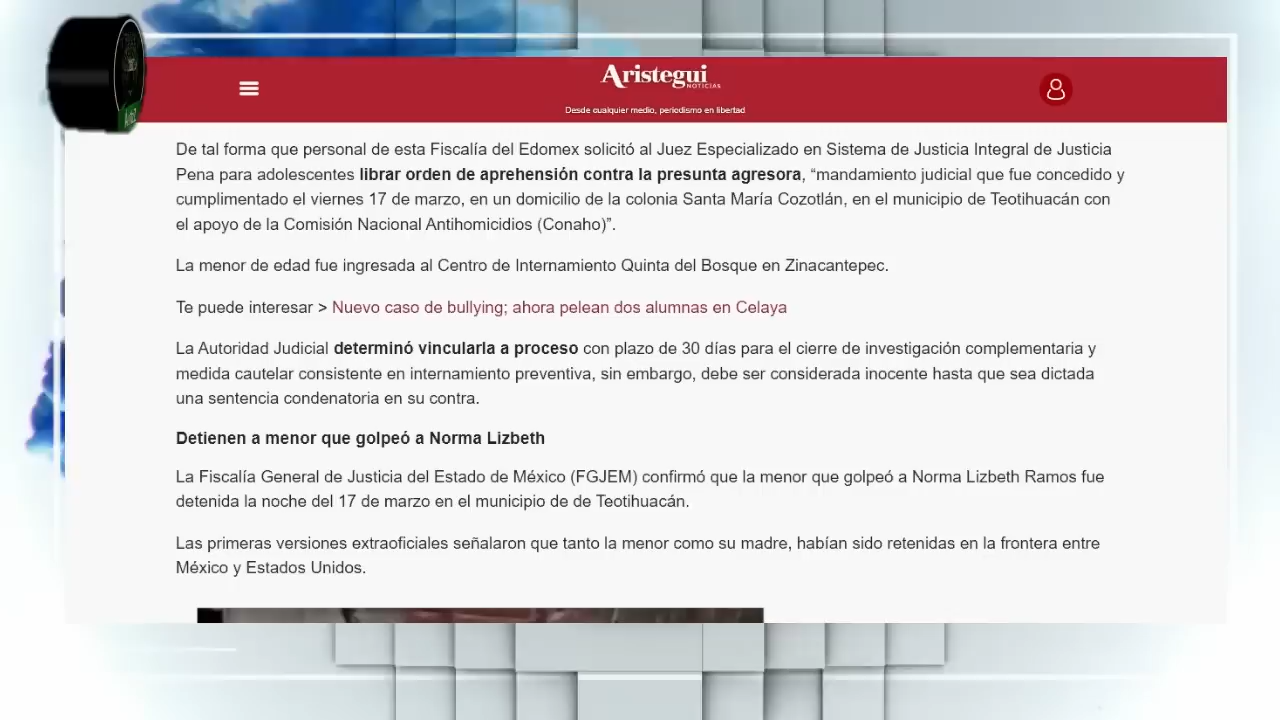 Aristegui
NOTICIAS
Desde cualquier medio, periodismo en libertad
De tal forma que personal de esta Fiscalía del Edomex solicitó al Juez Especializado en Sistema de Justicia Integral de Justicia
Pena para adolescentes librar orden de aprehensión contra la presunta agresora, “mandamiento judicial que fue concedido y
cumplimentado el viernes 17 de marzo, en un domicilio de la colonia Santa María Cozotlán, en el municipio de Teotihuacán con
el apoyo de la Comisión Nacional Antihomicidios (Conaho)”.
La menor de edad fue ingresada al Centro de Internamiento Quinta del Bosque en Zinacantepec.
Te puede interesar > Nuevo caso de bullying; ahora pelean dos alumnas en Celaya
La Autoridad Judicial determinó vincularla a proceso con plazo de 30 días para el cierre de investigación complementaria y
medida cautelar consistente en internamiento preventiva, sin embargo, debe ser considerada inocente hasta que sea dictada
una sentencia condenatoria en su contra.
Detienen a menor que golpeó a Norma Lizbeth
La Fiscalía General de Justicia del Estado de México (FGJEM) confirmó que la menor que golpeó a Norma Lizbeth Ramos fue
detenida la noche del 17 de marzo en el municipio de de Teotihuacán.
Las primeras versiones extraoficiales señalaron que tanto la menor como su madre, habían sido retenidas en la frontera entre
México y Estados Unidos.